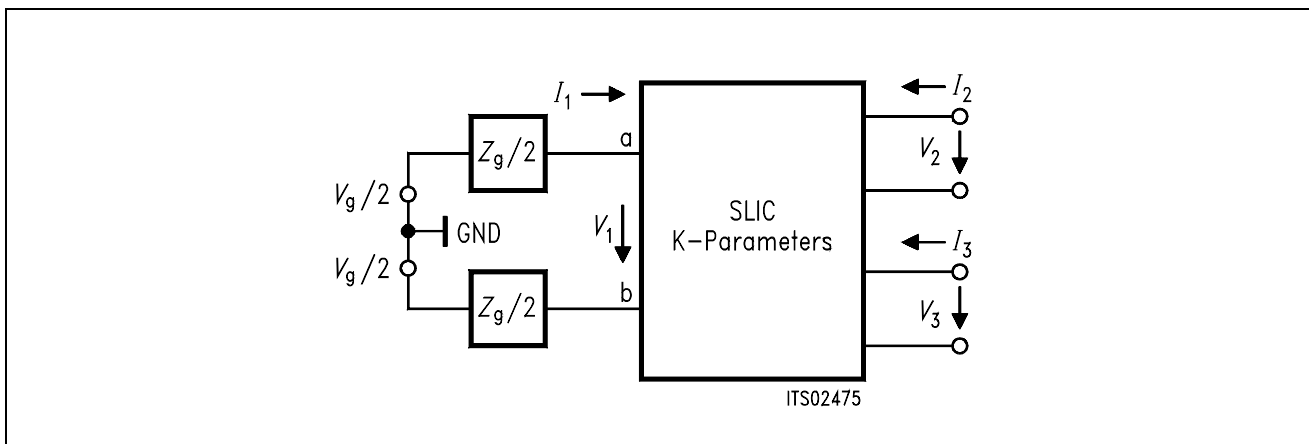 I1
I2
a
Zg/2
V2
Vg/2
SLIC
V1
GND
K-Parameters
I3
Vg/2
b
Zg/2
V3
ITS02475